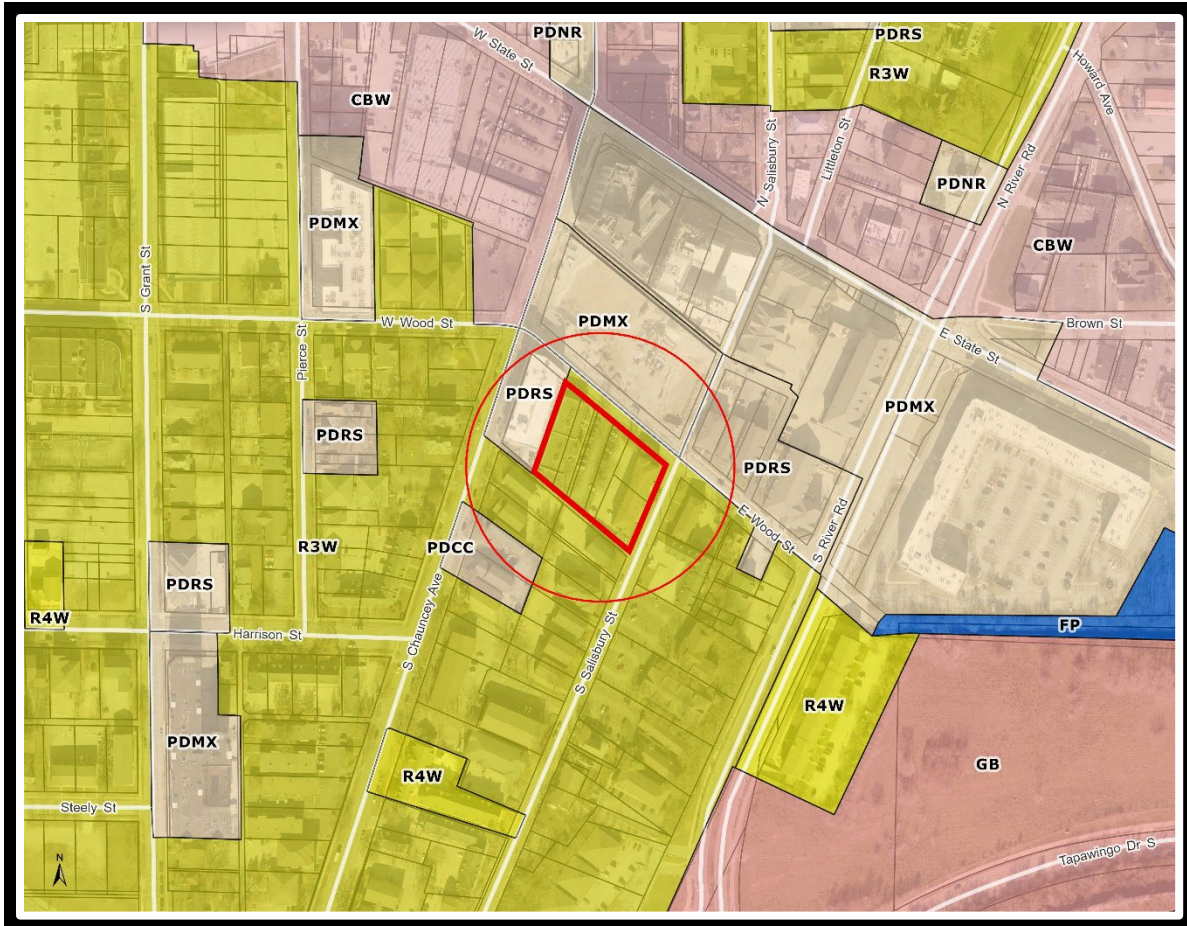 PDNR
PDRS
W State St
R3W
Howard Ave
CBW
N Salisbury St
Littleton St
N River Rd
PDNR
PDMX
CBW
S Grant St
W Wood St
PDMX
Brown St
E State St
Pierce St
PDRS
PDMX
PDRS
PDRS
E Wood St
S River Rd
R3W
PDCC
PDRS
R4W
Harrison St
S Chauncey Ave
S Salisbury St
FP
R4W
PDMX
GB
R4W
Steely St
Tapawingo Dr S
N